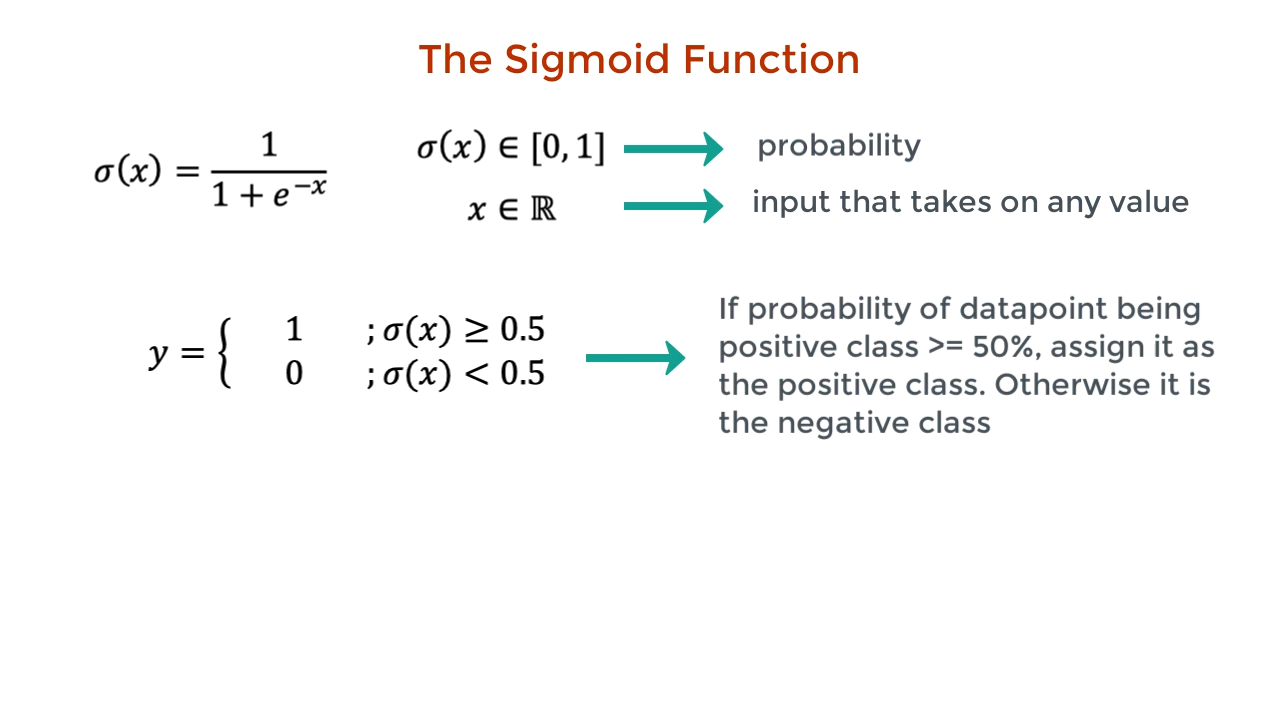 The Sigmoid Function
σ(x) = 1 / (1 + e^{−x})
σ(x) ∈ [0, 1]
probability
x ∈ ℝ
input that takes on any value
y = {
1 ; σ(x) ≥ 0.5
0 ; σ(x) < 0.5
If probability of datapoint being
positive class >= 50%, assign it as
the positive class. Otherwise it is
the negative class